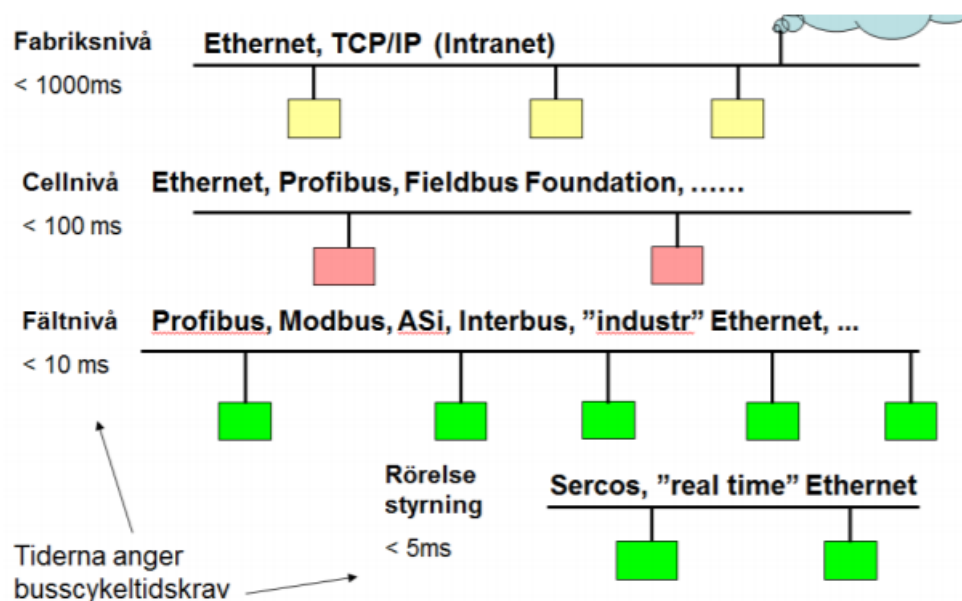 Fabriksnivå
Ethernet, TCP/IP (Intranet)
< 1000ms
Cellnivå
Ethernet, Profibus, Fieldbus Foundation, ......
< 100 ms
Fältnivå
Profibus, Modbus, ASi, Interbus, ”industr” Ethernet, ...
< 10 ms
Rörelse
styrning
< 5ms
Sercos, ”real time” Ethernet
Tiderna anger
busscykeltidskrav